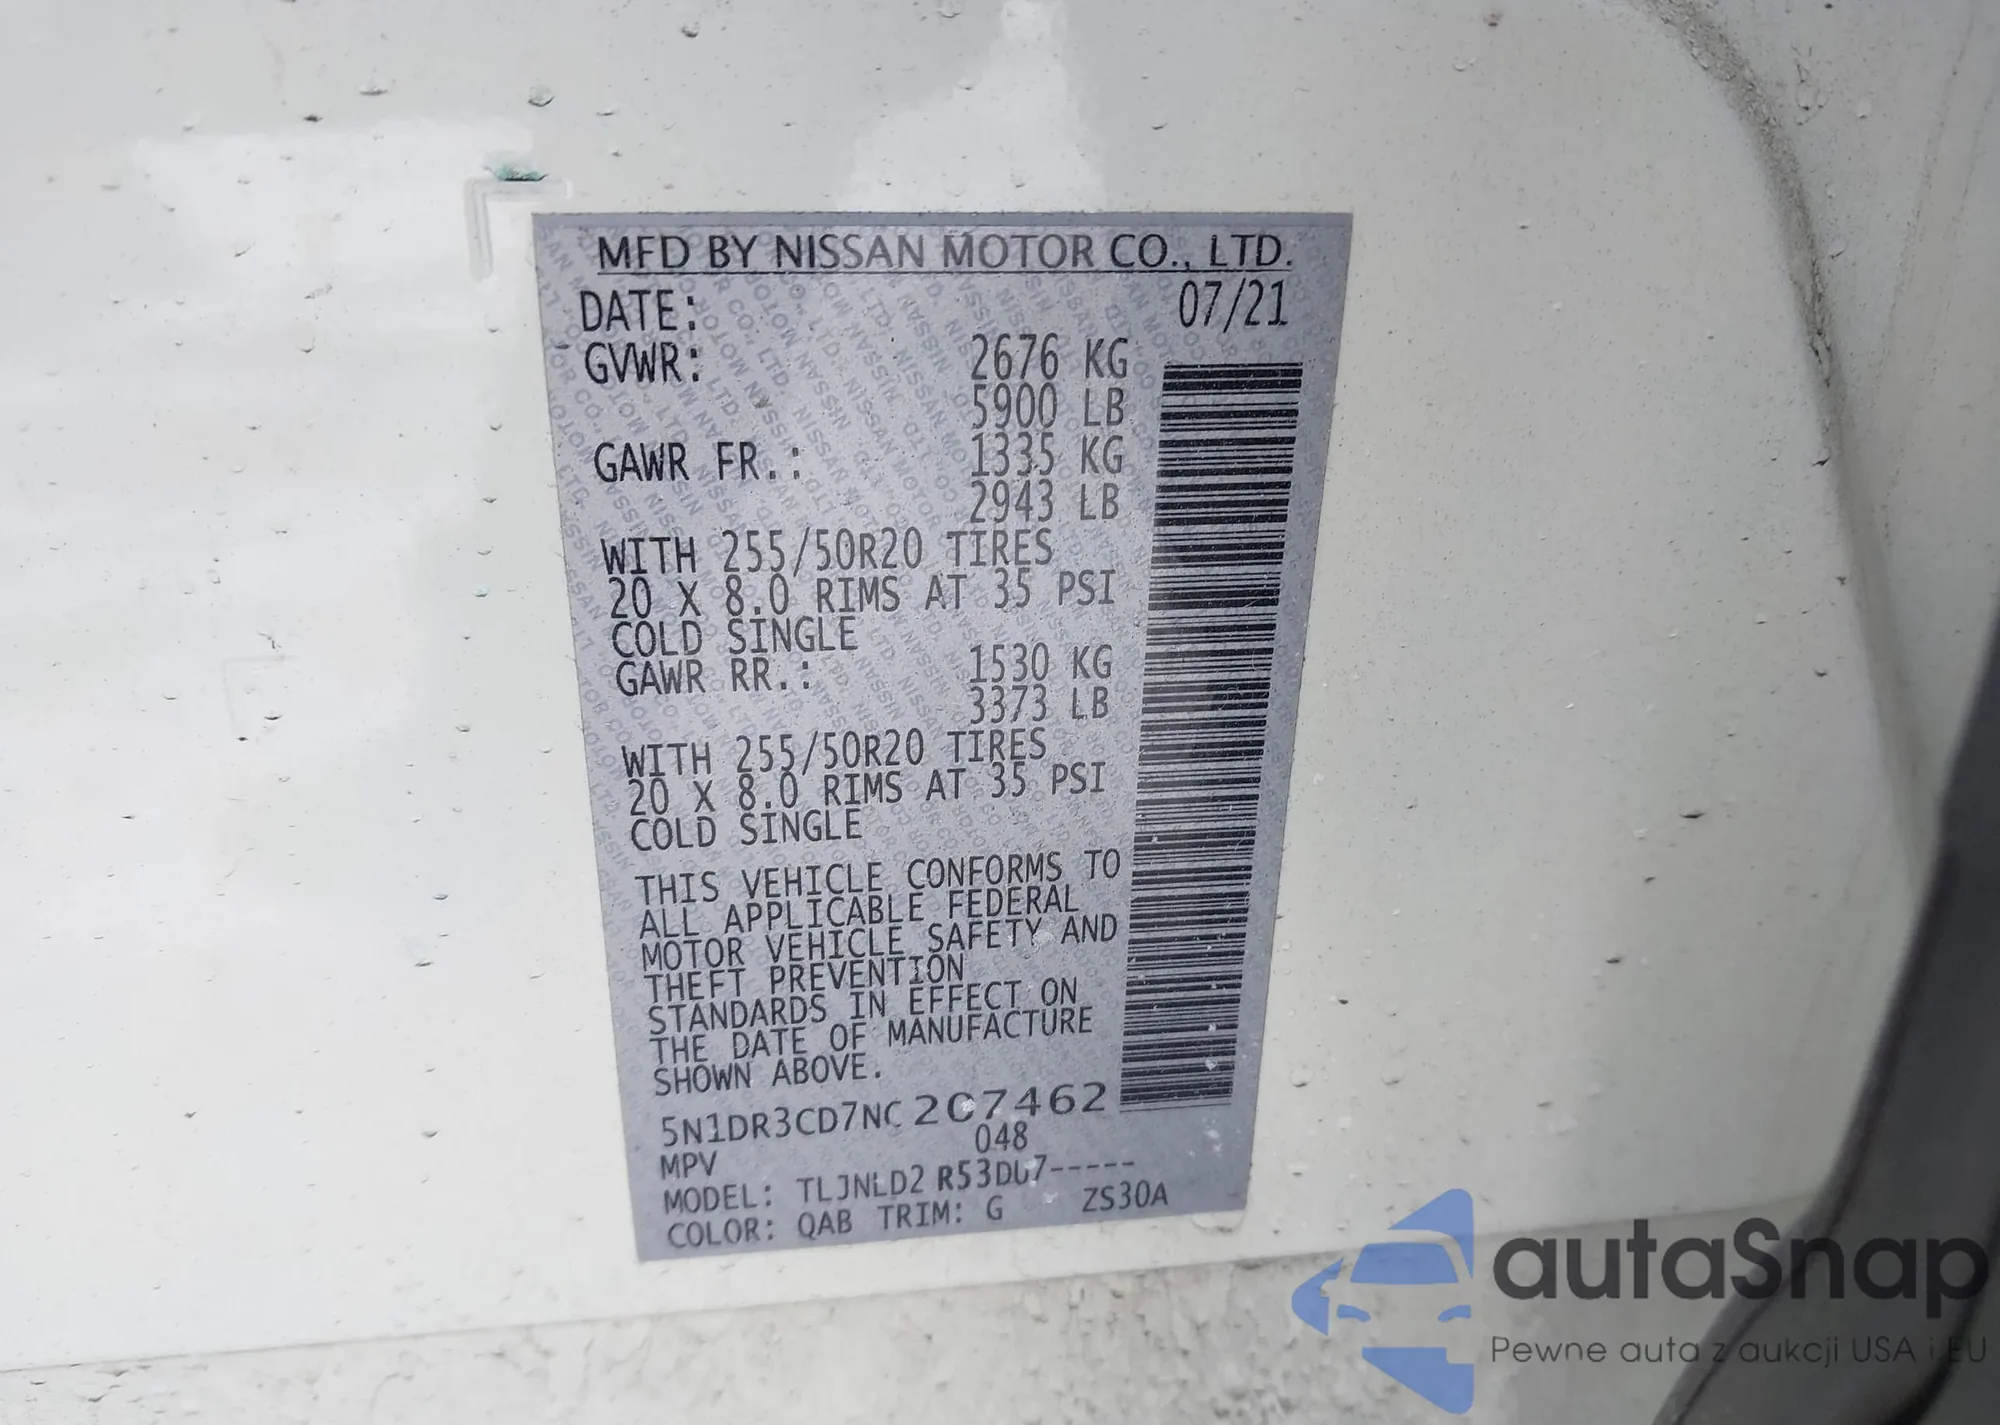 MFD BY NISSAN MOTOR CO., LTD.
DATE: 07/21
GVWR: 2676 KG
5900 LB
GAWR FR.: 1335 KG
2943 LB
WITH 255/50R20 TIRES
20 X 8.0 RIMS AT 35 PSI
COLD SINGLE
GAWR RR.: 1530 KG
3373 LB
WITH 255/50R20 TIRES
20 X 8.0 RIMS AT 35 PSI
COLD SINGLE
THIS VEHICLE CONFORMS TO
ALL APPLICABLE FEDERAL
MOTOR VEHICLE SAFETY AND
THEFT PREVENTION
STANDARDS IN EFFECT ON
THE DATE OF MANUFACTURE
SHOWN ABOVE.
5N1DR3CD7NC207462
MPV 048
MODEL: TLJNLD2 R53DU7-----
COLOR: QAB TRIM: G ZS30A
autaSnap
Pewne auta z aukcji USA i EU